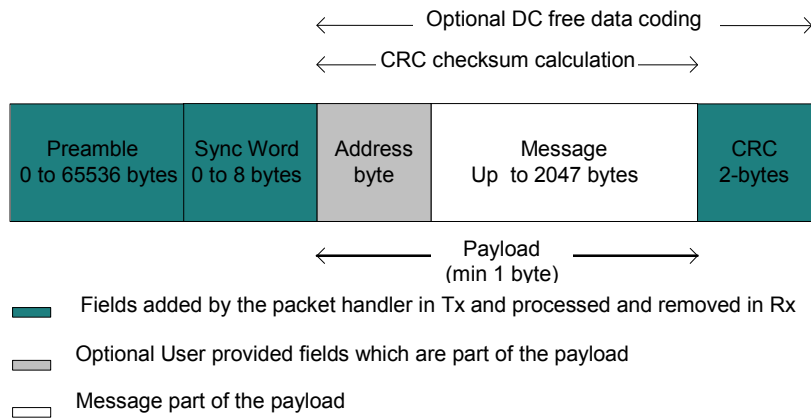 Optional DC free data coding
CRC checksum calculation
Preamble
0 to 65536 bytes
Sync Word
0 to 8 bytes
Address
byte
Message
Up to 2047 bytes
CRC
2-bytes
Payload
(min 1 byte)
Fields added by the packet handler in Tx and processed and removed in Rx
Optional User provided fields which are part of the payload
Message part of the payload